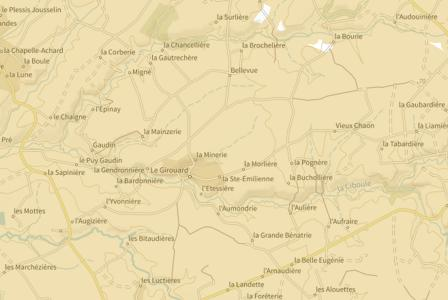 le Plessis Jousselin
andes
la Surlière
l'Audouinière
la Bourie
la Chapelle-Achard
la Chancellière
la Brochelière
la Corberie
la Gautrechère
la Boule
Migné
Bellevue
la Lune
l'Épinay
la Gaubardière
le Chaigne
Vieux Chaon
la Mainzerie
Pré
Gaudin
la Tabardière
la Minerie
le Puy Gaudin
la Morlière
la Pognère
la Gendronnière
Le Girouard
la Sapinière
la Bardonnière
la Ste-Émilienne
la Bucholière
l'Etessière
la Ciboule
l'Yvonnière
les Mottes
l'Aumondrie
l'Aulière
l'Augizière
l'Aufraire
les Bitaudières
la Grande Bénatrie
la Belle Eugénie
les Marchézières
l'Arnaudière
les Luctières
la Landette
les Alouettes
la Forêterie